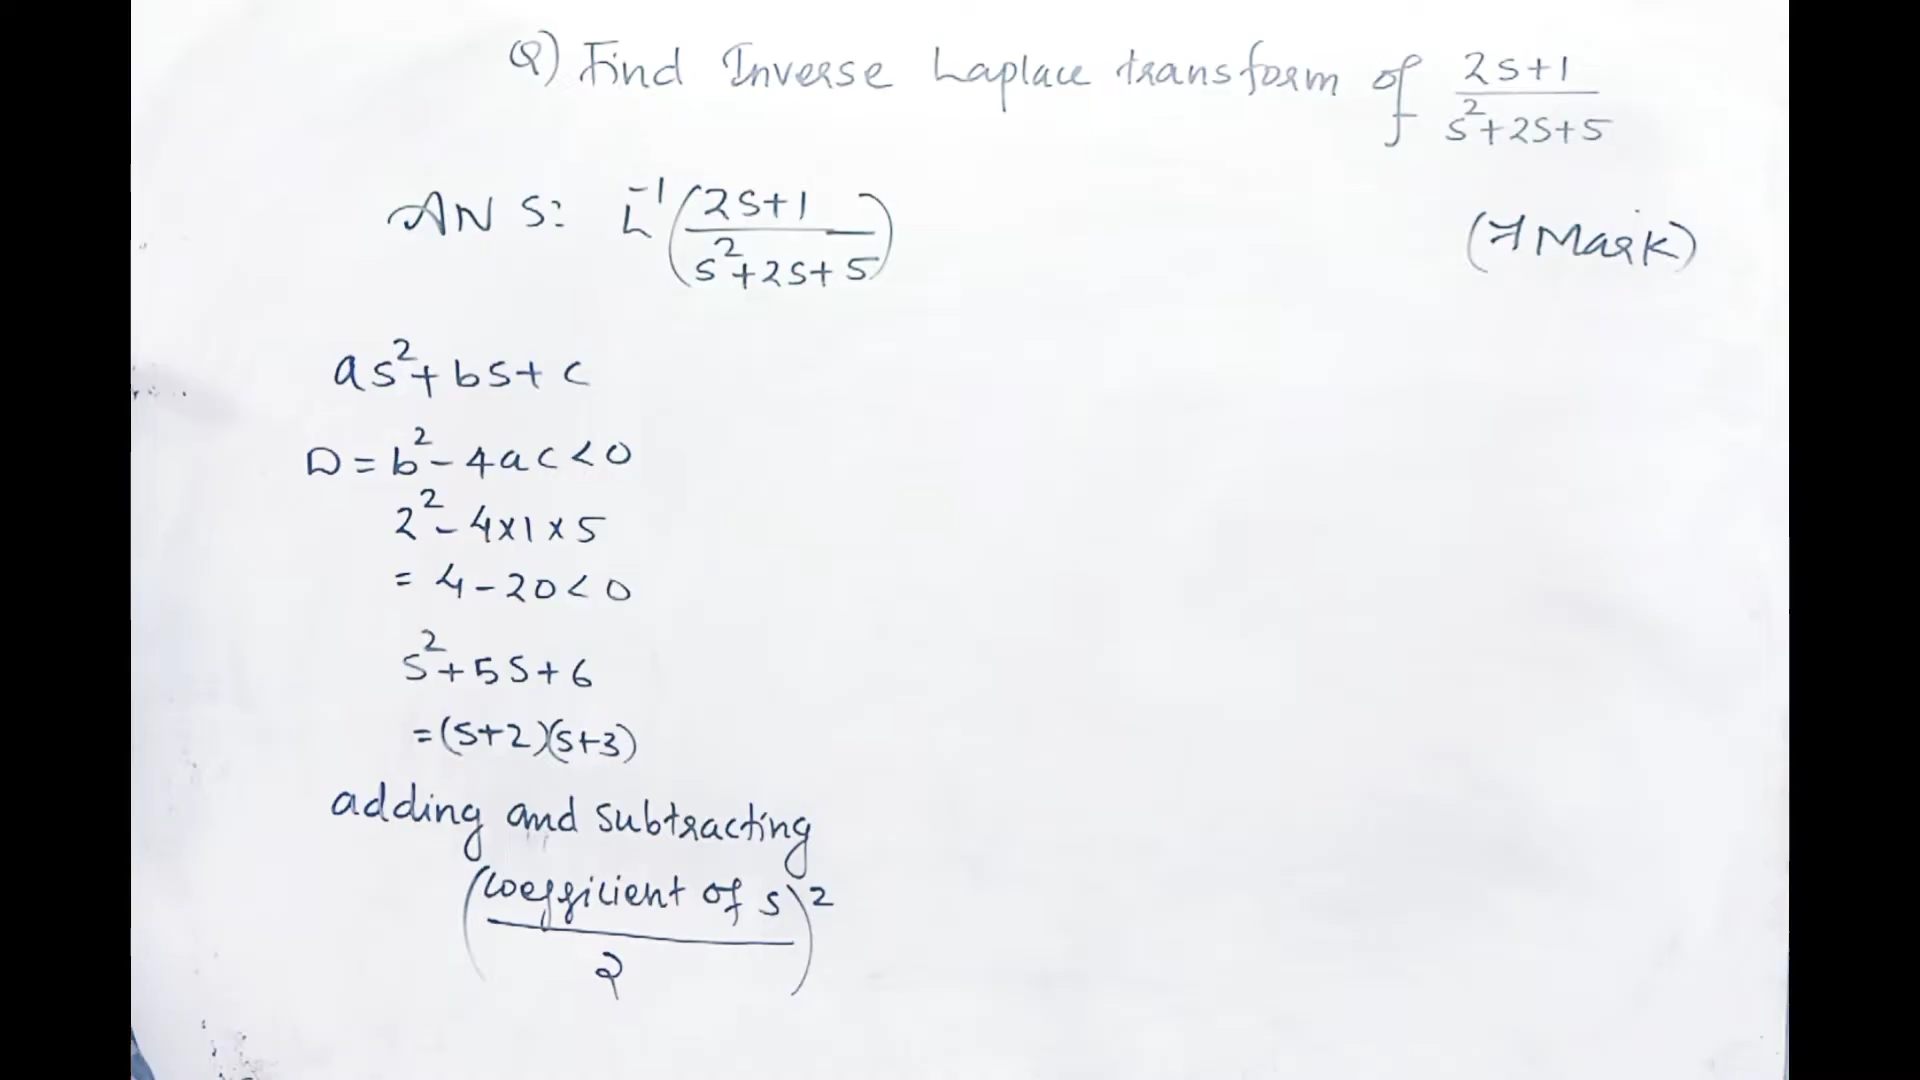 Q) Find Inverse Laplace transform of (2s+1)/(s²+2s+5)
ANS: L⁻¹((2s+1)/(s²+2s+5))
(7 Mark)
as²+bs+c
D = b²-4ac<0
2²-4×1×5
= 4-20<0
s²+5s+6
=(s+2)(s+3)
adding and subtracting
(coefficient of s/2)²